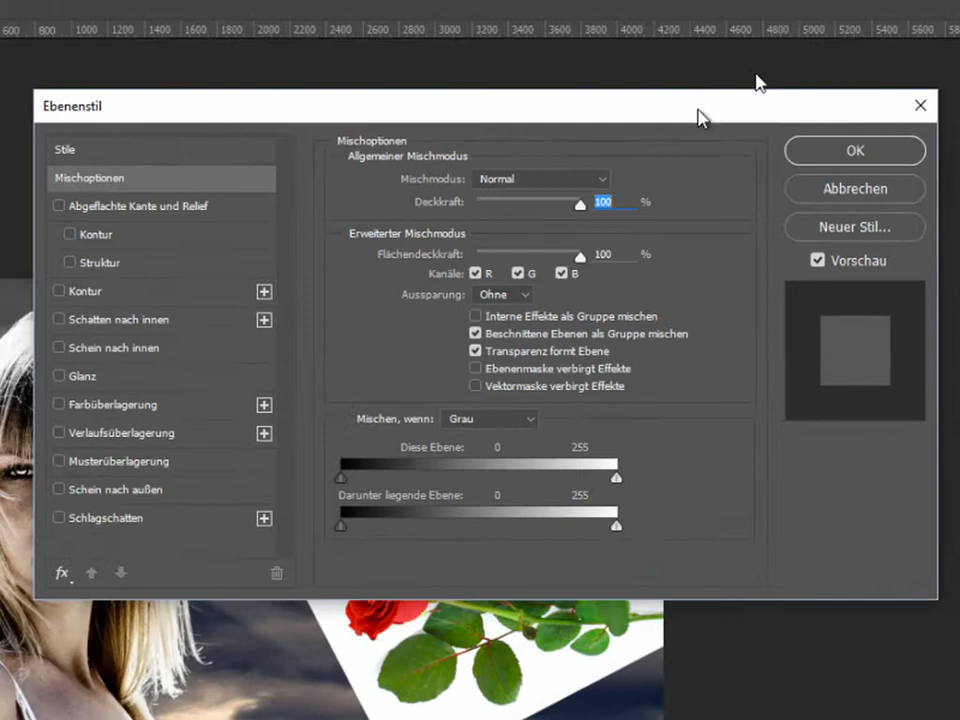 600 800 1000 1200 1400 1600 1800 2000 2200 2400 2600 2800 3000 3200 3400 3600 3800 4000 4200 4400 4600 4800 5000 5200 5400 5600 58
Ebenenstil
Stile
Mischoptionen
Abgeflachte Kante und Relief
Kontur
Struktur
Kontur
Schatten nach innen
Schein nach innen
Glanz
Farbüberlagerung
Verlaufsüberlagerung
Musterüberlagerung
Schein nach außen
Schlagschatten
fx
Mischoptionen
Allgemeiner Mischmodus
Mischmodus: Normal
Deckkraft: 100 %
Erweiterter Mischmodus
Flächendeckkraft: 100 %
Kanäle: R G B
Aussparung: Ohne
Interne Effekte als Gruppe mischen
Beschnittene Ebenen als Gruppe mischen
Transparenz formt Ebene
Ebenenmaske verbirgt Effekte
Vektormaske verbirgt Effekte
Mischen, wenn: Grau
Diese Ebene: 0 255
Darunter liegende Ebene: 0 255
OK
Abbrechen
Neuer Stil...
Vorschau